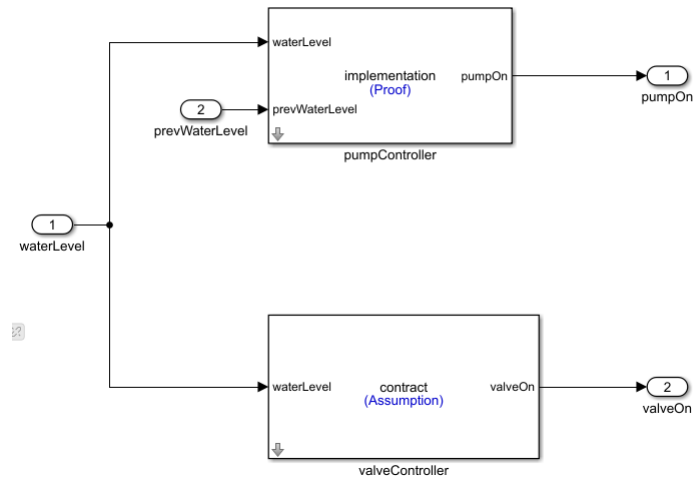 waterLevel
implementation
(Proof)
pumpOn
2
prevWaterLevel
prevWaterLevel
pumpController
1
pumpOn
1
waterLevel
waterLevel
contract
(Assumption)
valveOn
valveController
2
valveOn